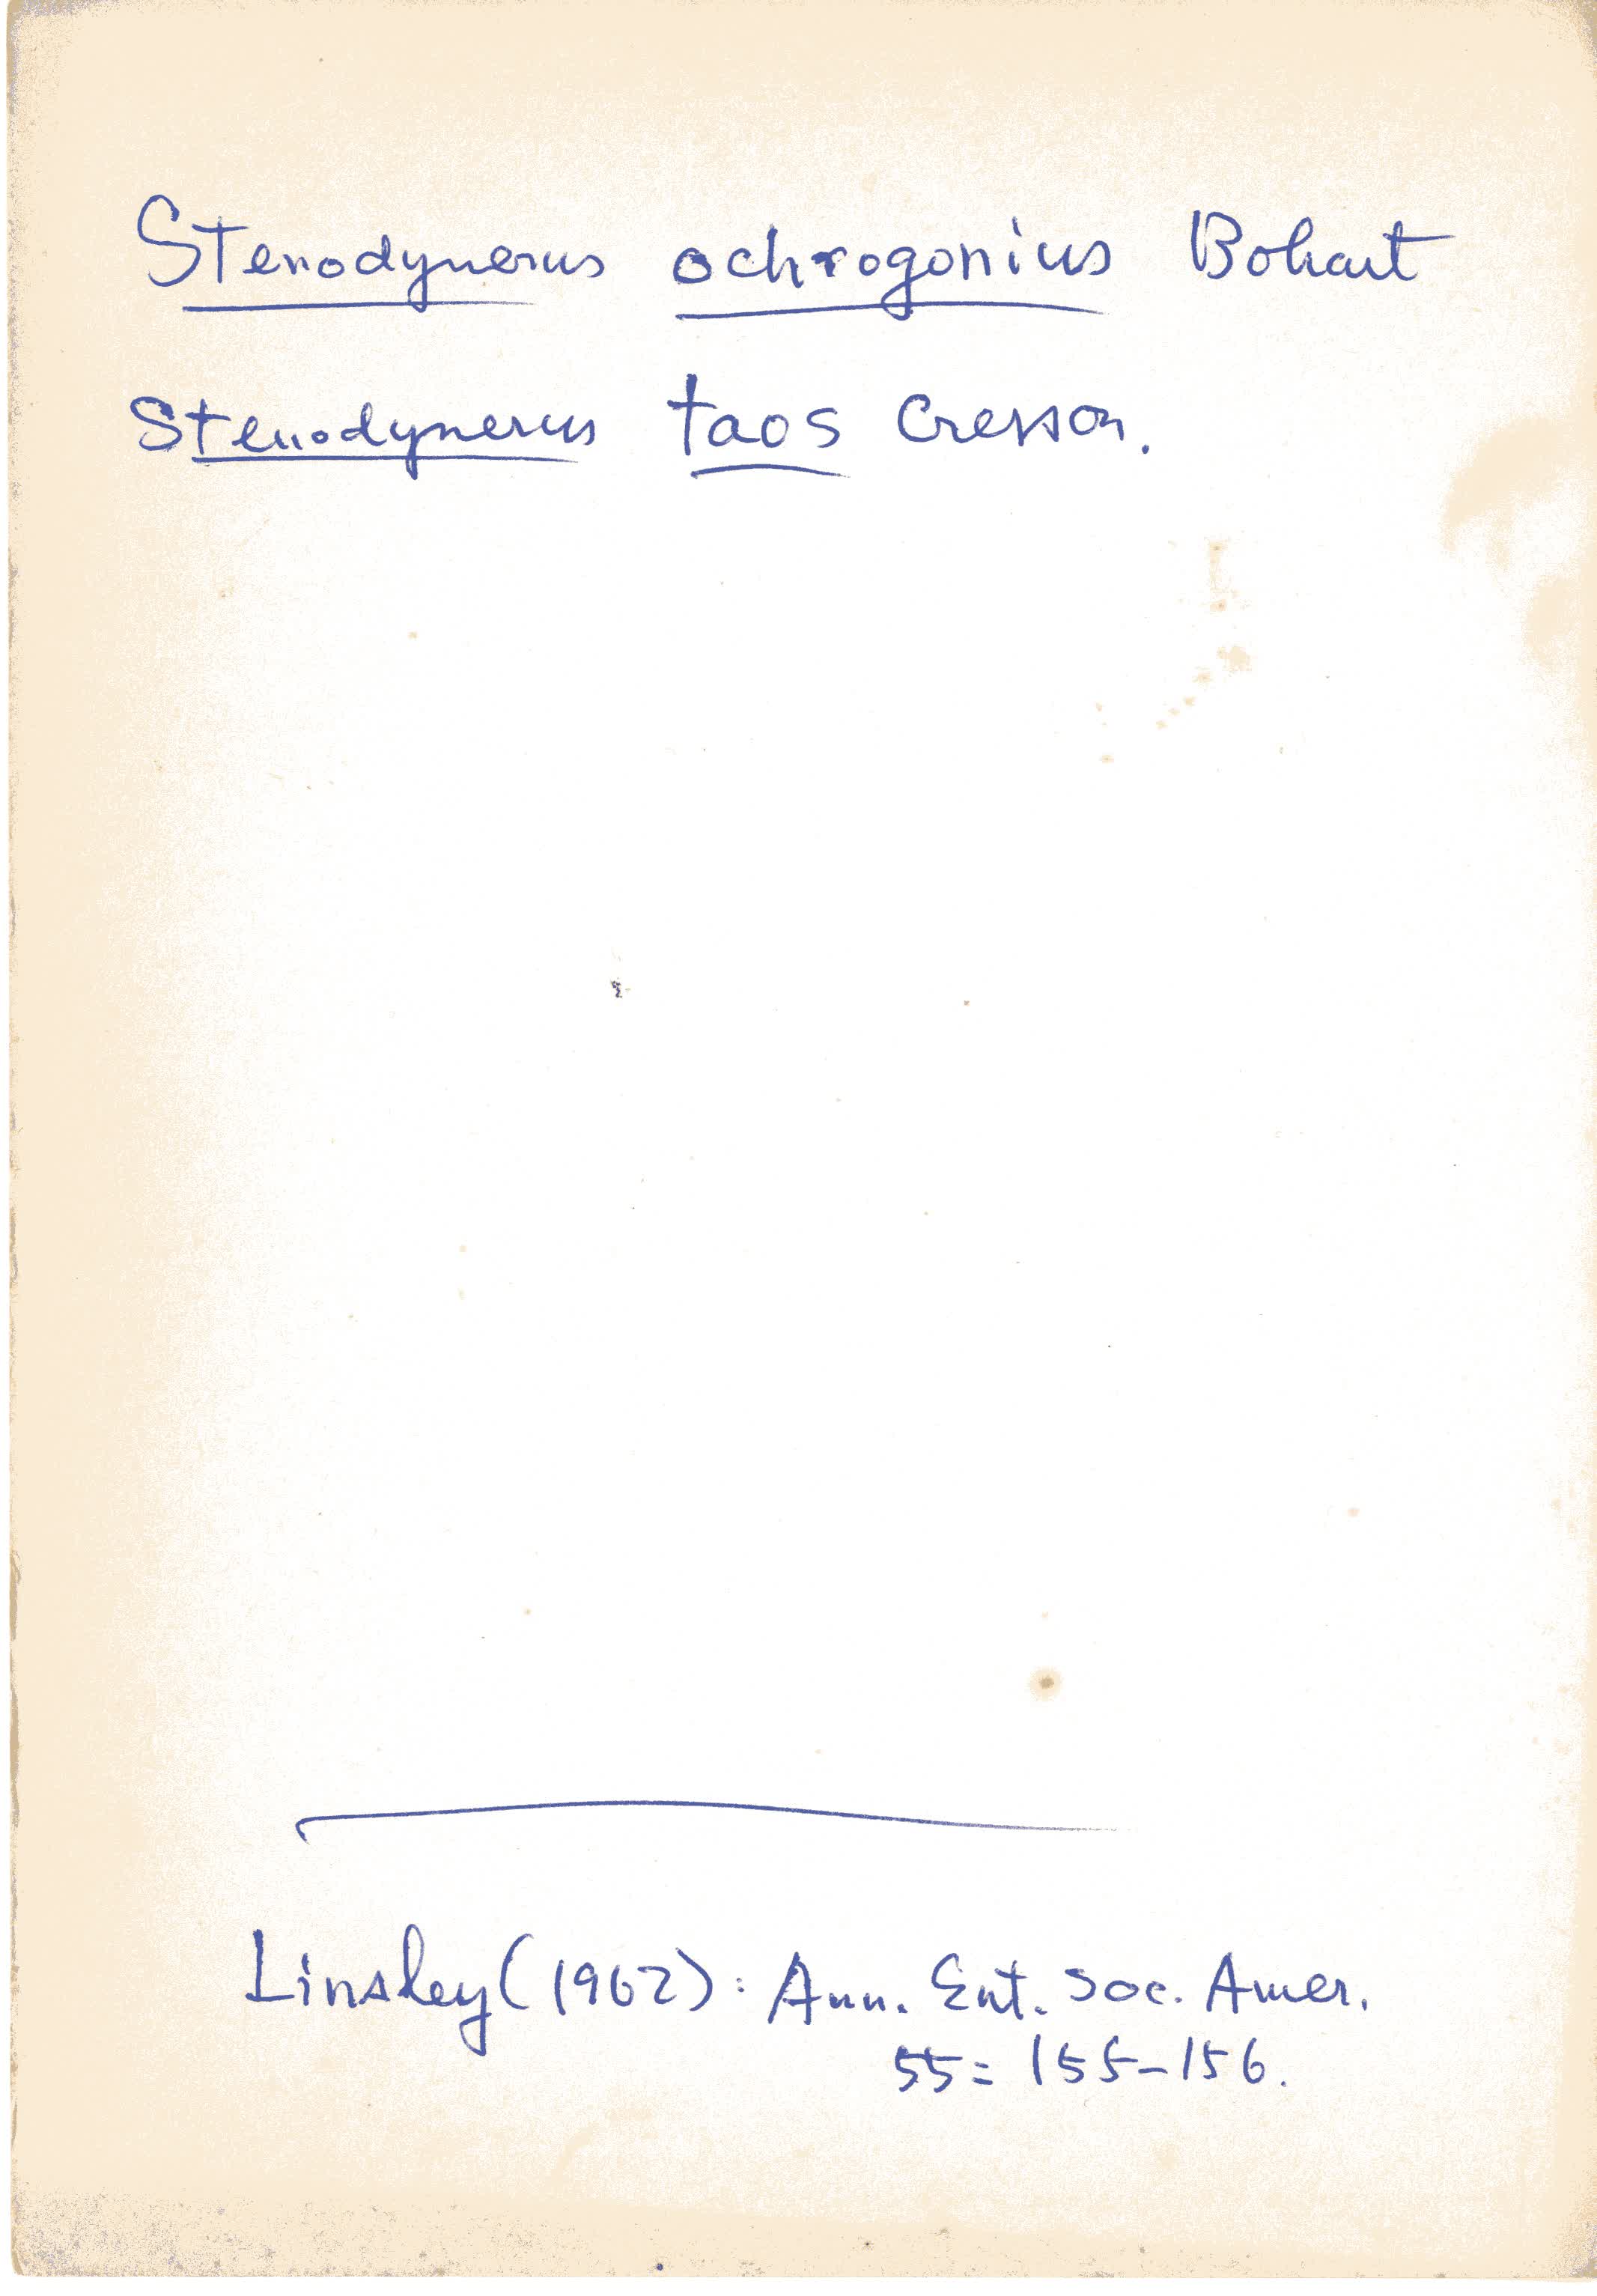 Stenodynerus ochrogonius Bohart
Stenodynerus taos Cresson.
Linsley (1962): Ann. Ent. Soc. Amer.
55: 155-156.